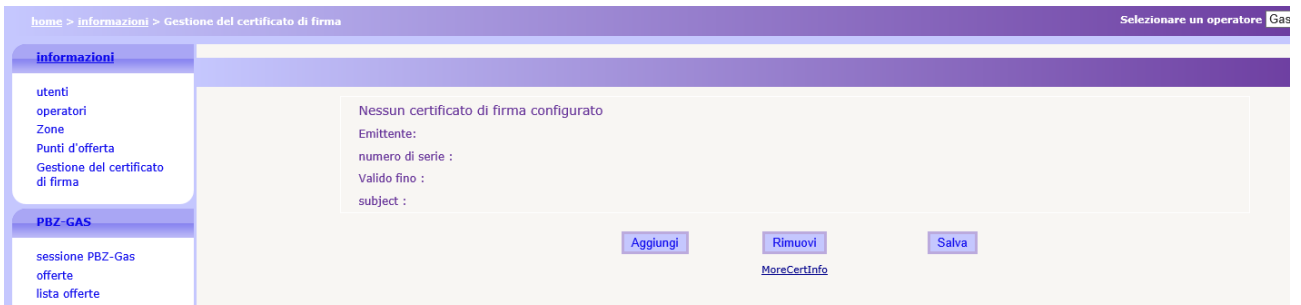 home > informazioni > Gestione del certificato di firma
Selezionare un operatore Gas
informazioni
utenti
operatori
Zone
Punti d'offerta
Gestione del certificato
di firma
PBZ-GAS
sessione PBZ-Gas
offerte
lista offerte
Nessun certificato di firma configurato
Emittente:
numero di serie :
Valido fino :
subject :
Aggiungi
Rimuovi
Salva
MoreCertInfo